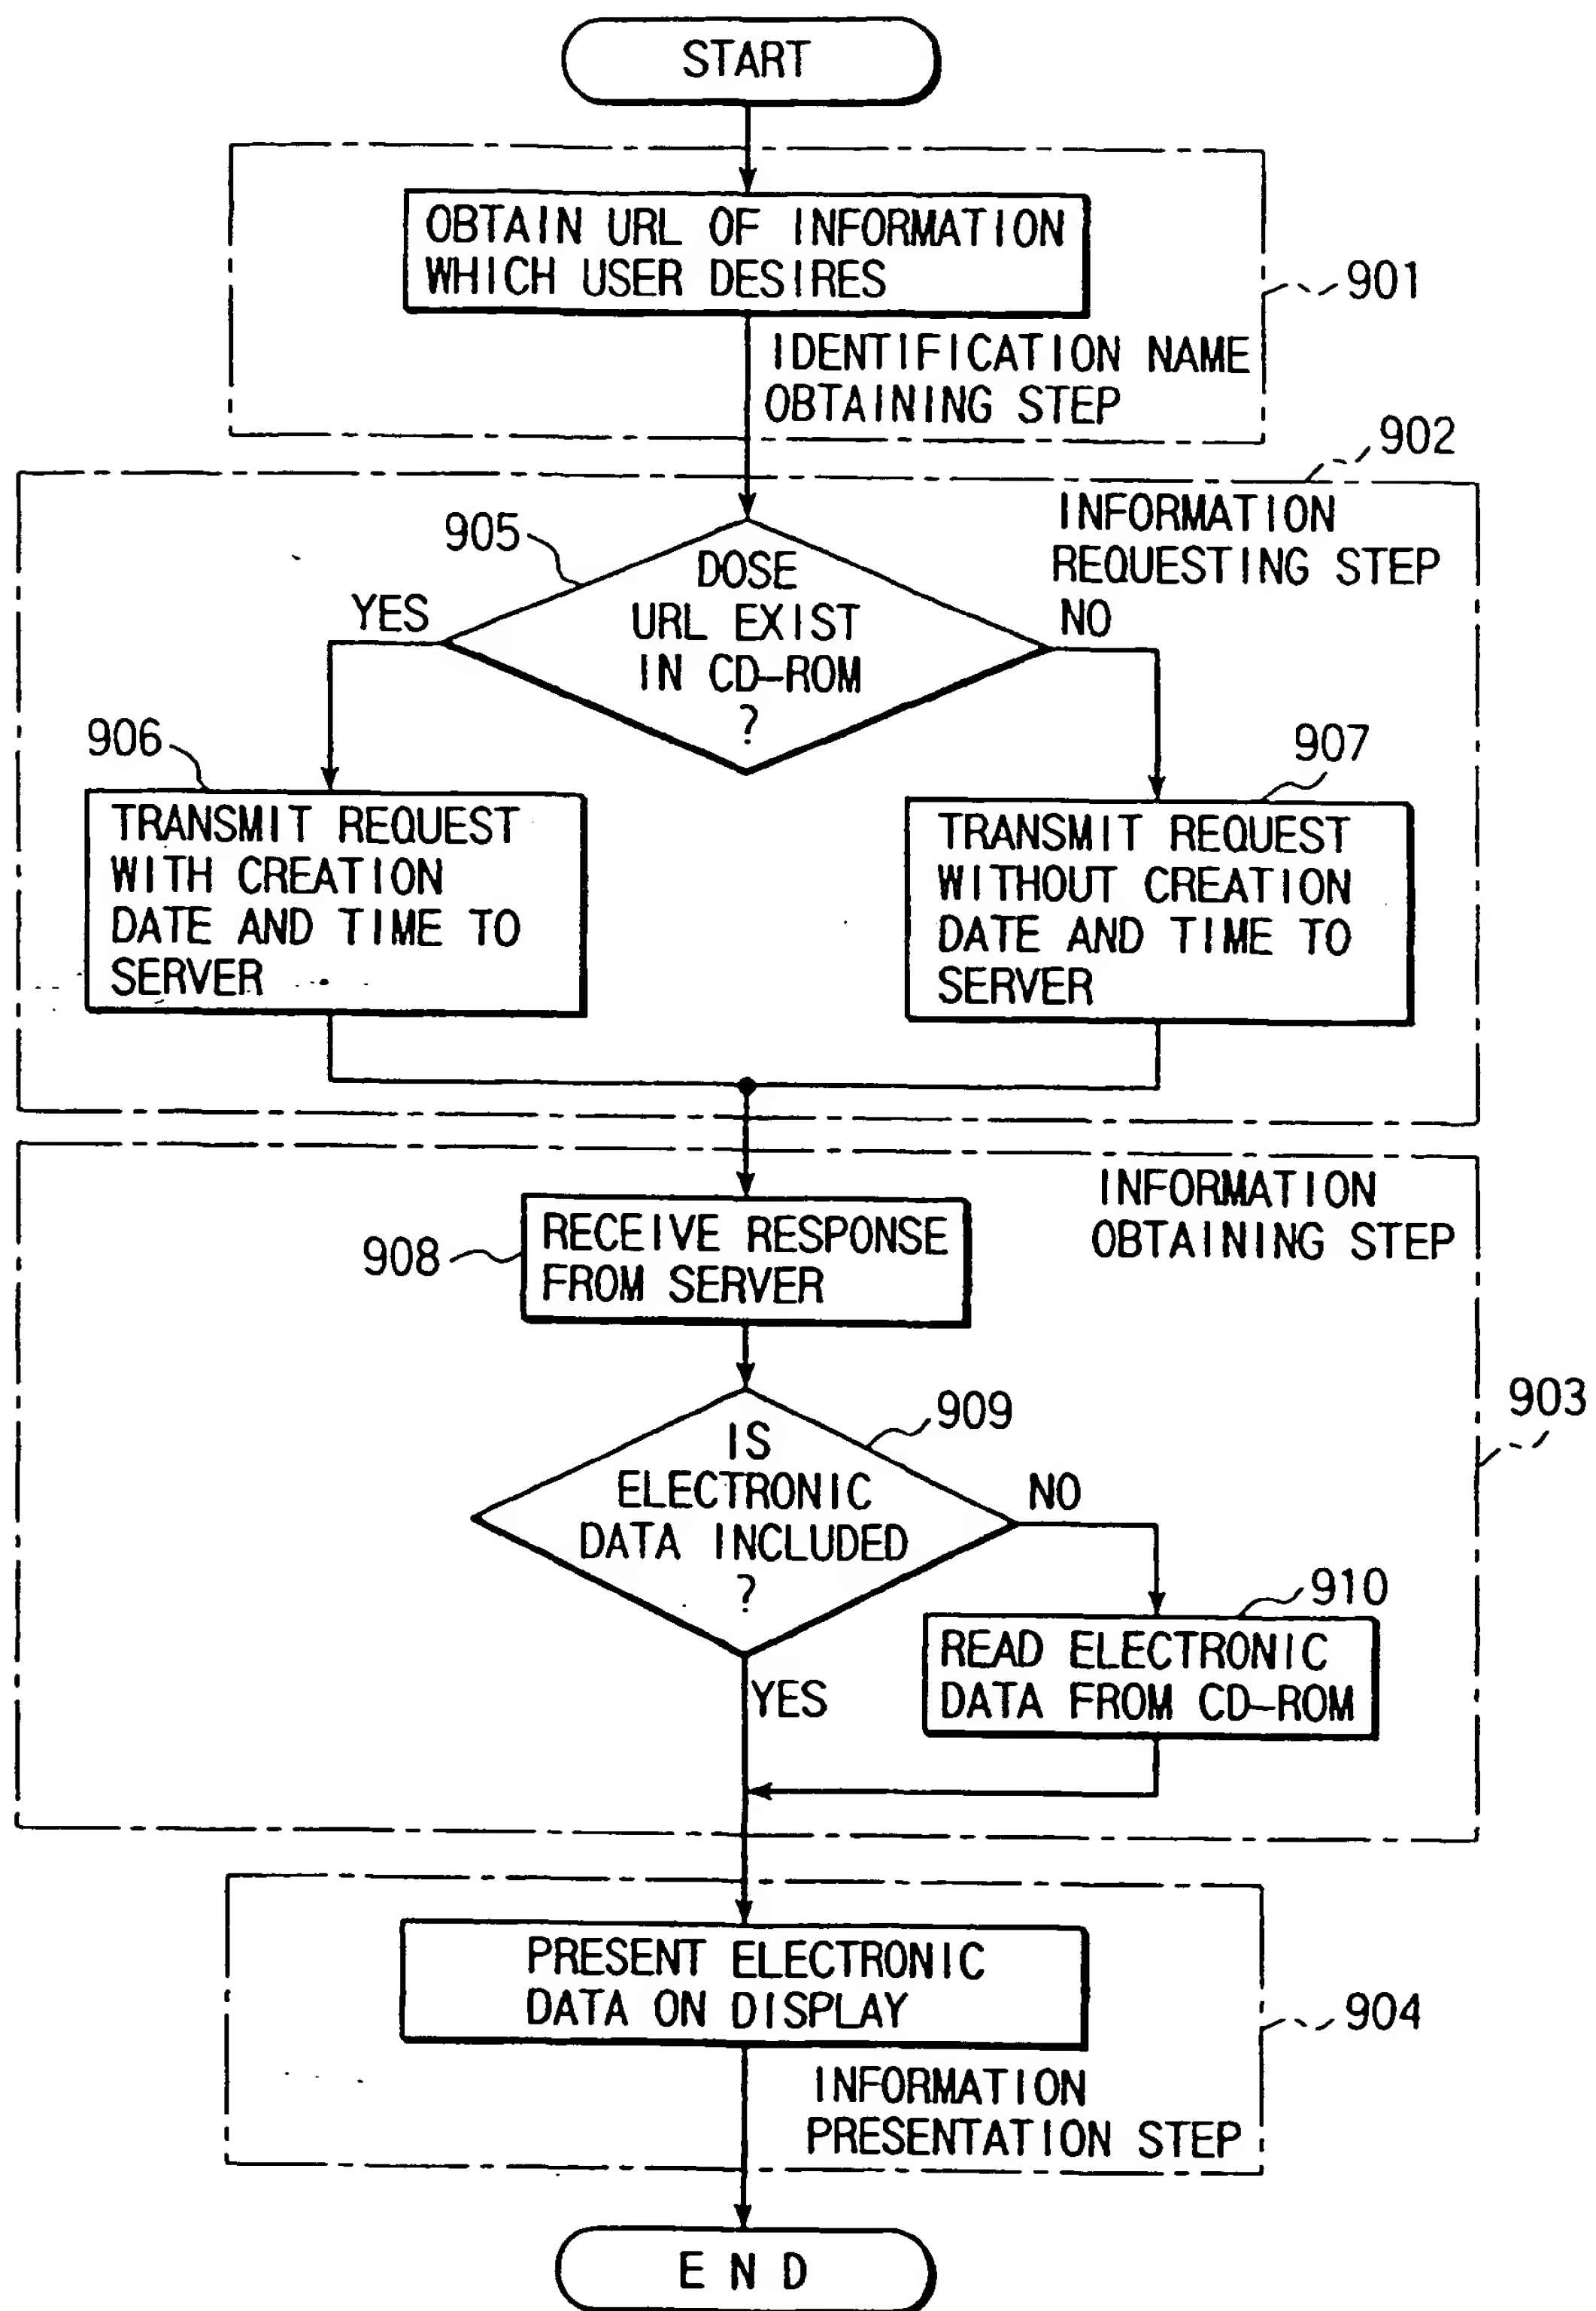 START
OBTAIN URL OF INFORMATION
WHICH USER DESIRES
901
IDENTIFICATION NAME
OBTAINING STEP
902
INFORMATION
REQUESTING STEP
905
DOSE
URL EXIST
IN CD-ROM
?
YES
NO
906
TRANSMIT REQUEST
WITH CREATION
DATE AND TIME TO
SERVER
907
TRANSMIT REQUEST
WITHOUT CREATION
DATE AND TIME TO
SERVER
INFORMATION
OBTAINING STEP
908
RECEIVE RESPONSE
FROM SERVER
903
909
IS
ELECTRONIC
DATA INCLUDED
?
NO
910
READ ELECTRONIC
DATA FROM CD-ROM
YES
PRESENT ELECTRONIC
DATA ON DISPLAY
904
INFORMATION
PRESENTATION STEP
END